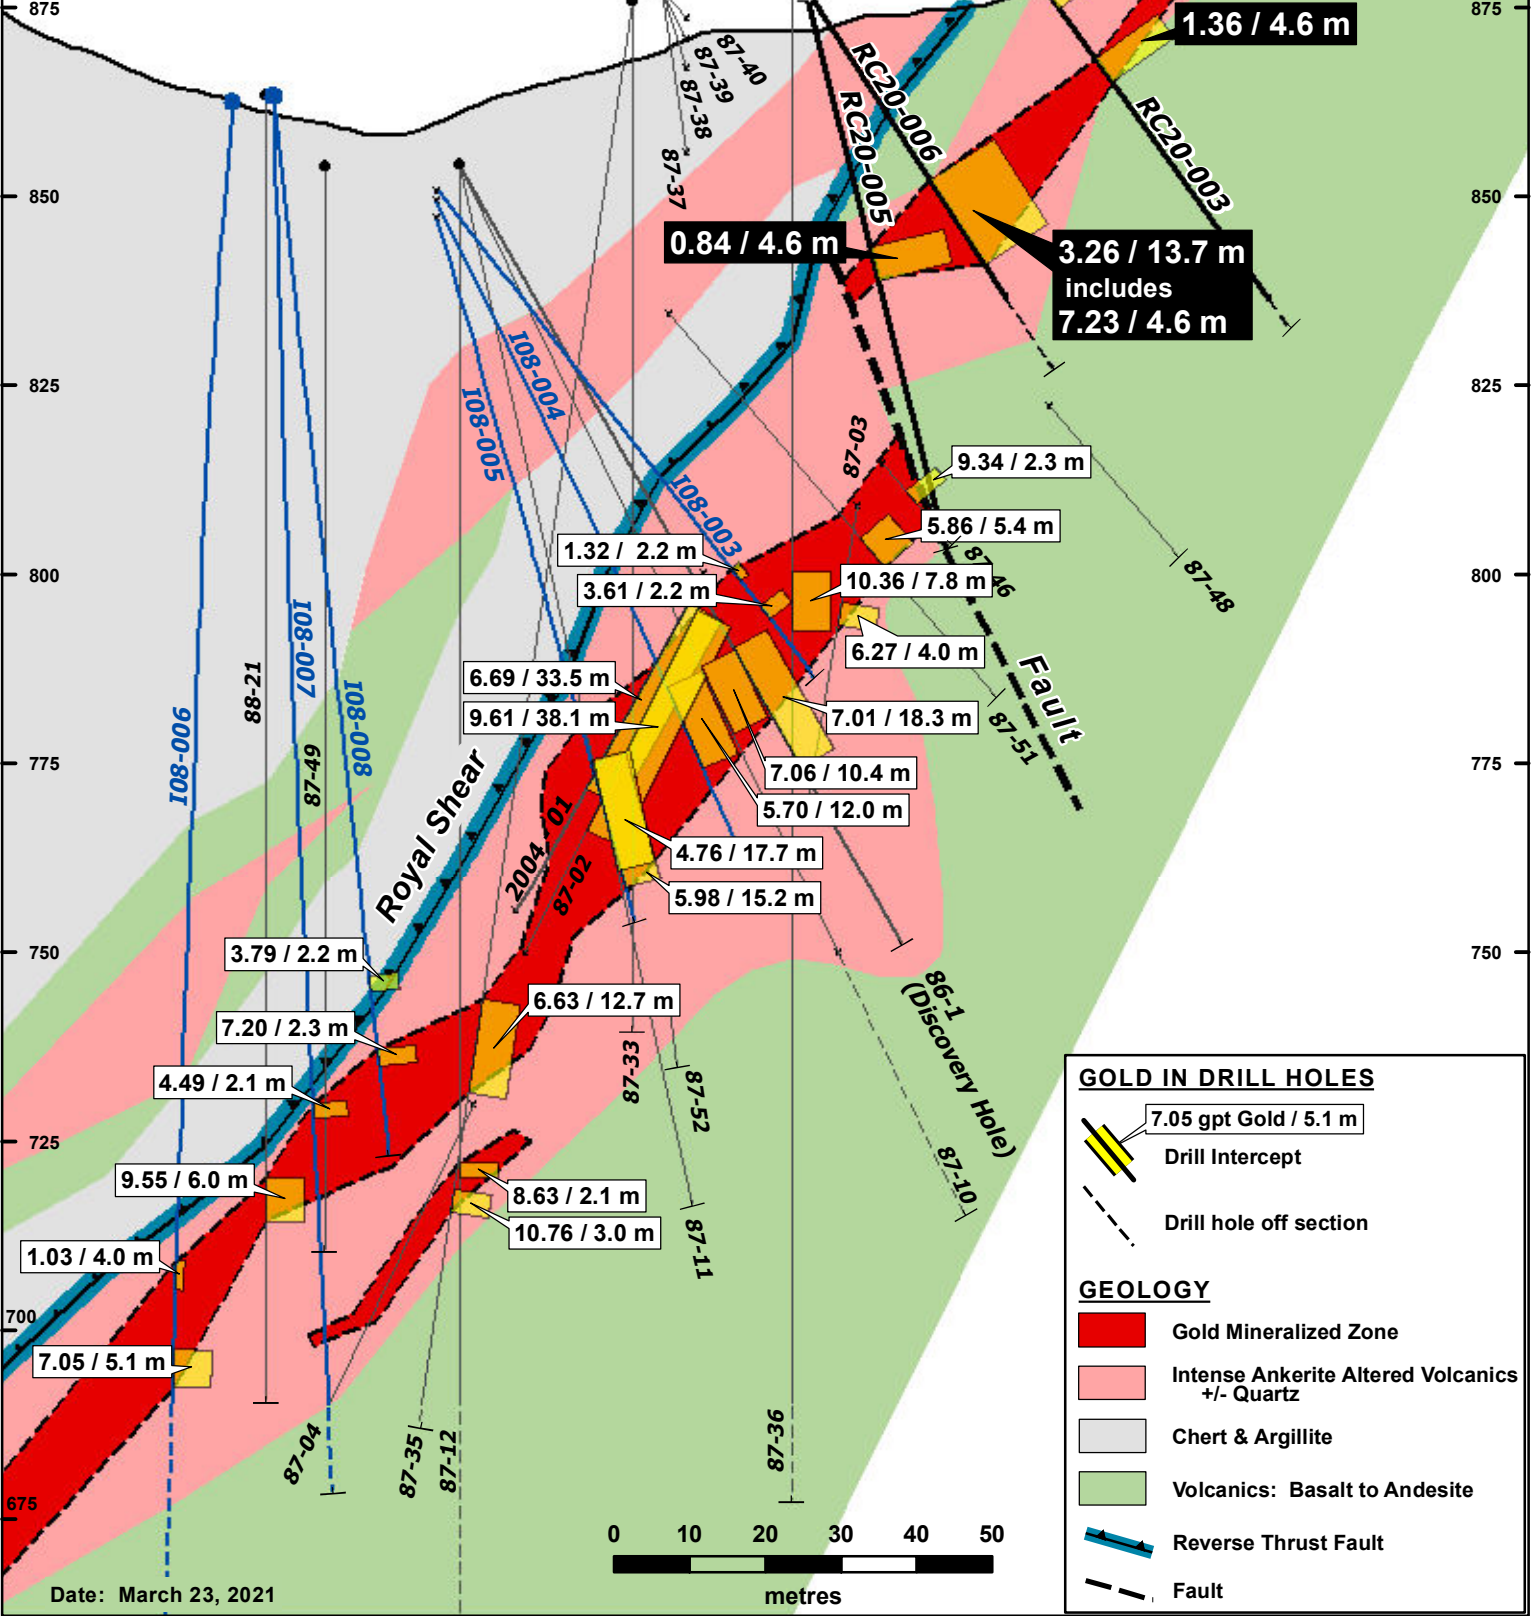 875
875
1.36 / 4.6 m
87-40
87-39
87-38
87-37
RC20-006
RC20-005
RC20-003
850
850
0.84 / 4.6 m
3.26 / 13.7 m
includes
7.23 / 4.6 m
825
825
I08-004
I08-005
I08-003
87-03
9.34 / 2.3 m
5.86 / 5.4 m
1.32 / 2.2 m
3.61 / 2.2 m
10.36 / 7.8 m
87-46
87-48
800
800
6.27 / 4.0 m
6.69 / 33.5 m
9.61 / 38.1 m
7.01 / 18.3 m
Fault
87-51
88-21
I08-007
I08-006
87-49
I08-008
775
775
7.06 / 10.4 m
5.70 / 12.0 m
Royal Shear
2004 01
87-02
4.76 / 17.7 m
5.98 / 15.2 m
750
750
3.79 / 2.2 m
6.63 / 12.7 m
7.20 / 2.3 m
4.49 / 2.1 m
86-1
(Discovery Hole)
87-33
87-52
87-10
87-11
725
9.55 / 6.0 m
8.63 / 2.1 m
10.76 / 3.0 m
1.03 / 4.0 m
700
7.05 / 5.1 m
87-04
87-35
87-12
87-36
675
0 10 20 30 40 50
metres
Date: March 23, 2021
GOLD IN DRILL HOLES
7.05 gpt Gold / 5.1 m
Drill Intercept
Drill hole off section
GEOLOGY
Gold Mineralized Zone
Intense Ankerite Altered Volcanics
+/- Quartz
Chert & Argillite
Volcanics: Basalt to Andesite
Reverse Thrust Fault
Fault